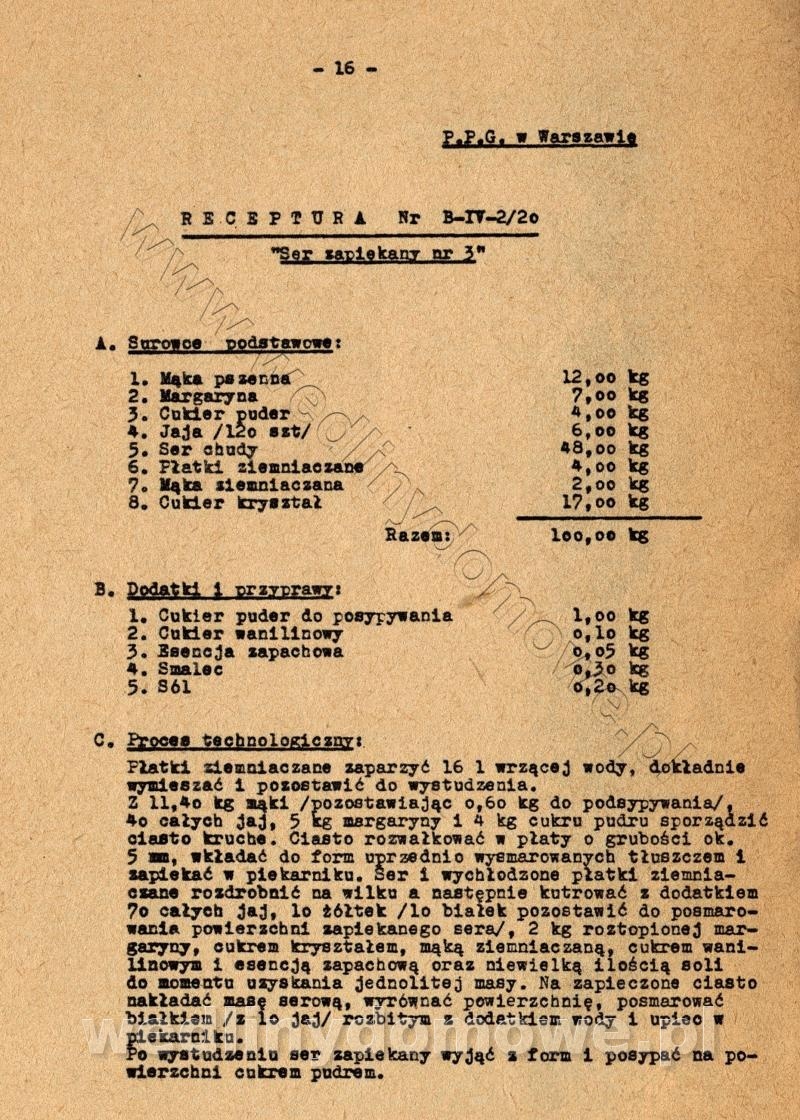 - 16 -
P.P.G. w Warszawie
RECEPTURA Nr B-IV-2/2o
"Ser zapiekany nr 3"
A. Surowce podstawowe:
1. Mąka pszenna 12,oo kg
2. Margaryna 7,oo kg
3. Cukier puder 4,oo kg
4. Jaja /12o szt/ 6,oo kg
5. Ser chudy 48,oo kg
6. Płatki ziemniaczane 4,oo kg
7. Mąka ziemniaczana 2,oo kg
8. Cukier kryształ 17,oo kg
Razem: 1oo,oo kg
B. Dodatki i przyprawy:
1. Cukier puder do posypywania 1,oo kg
2. Cukier wanilinowy o,1o kg
3. Esencja zapachowa o,o5 kg
4. Smalec o,3o kg
5. Sól o,2o kg
C. Proces technologiczny:
Płatki ziemniaczane zaparzyć 16 l wrzącej wody, dokładnie
wymieszać i pozostawić do wystudzenia.
Z 11,4o kg mąki /pozostawiając o,6o kg do podsypywania/,
4o całych jaj, 5 kg margaryny i 4 kg cukru pudru sporządzić
ciasto kruche. Ciasto rozwałkować w płaty o grubości ok.
5 mm, wkładać do form uprzednio wysmarowanych tłuszczem i
zapiekać w piekarniku. Ser i wychłodzone płatki ziemnia-
czane rozdrobnić na wilku a następnie kutrować z dodatkiem
7o całych jaj, 1o żółtek /1o białek pozostawić do posmaro-
wania powierzchni zapiekanego sera/, 2 kg roztopionej mar-
garyny, cukrem kryształem, mąką ziemniaczaną, cukrem wani-
linowym i esencją zapachową oraz niewielką ilością soli
do momentu uzyskania jednolitej masy. Na zapieczone ciasto
nakładać masę serową, wyrównać powierzchnię, posmarować
białkiem /z 1o jaj/ rozbitym z dodatkiem wody i upiec w
piekarniku.
Po wystudzeniu ser zapiekany wyjąć z form i posypać na po-
wierzchni cukrem pudrem.